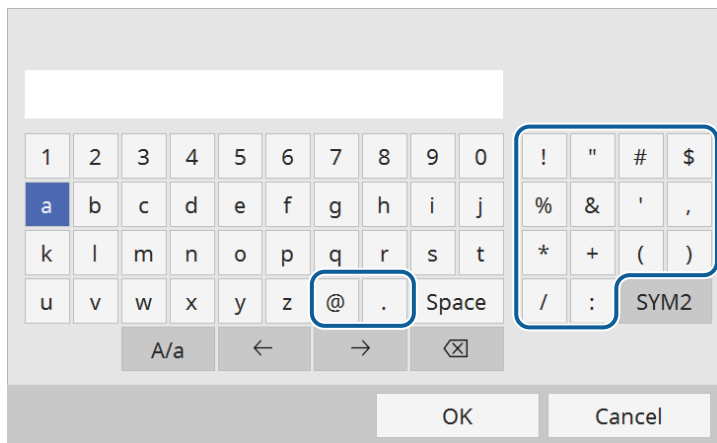 1 2 3 4 5 6 7 8 9 0 ! " # $
a b c d e f g h i j % & ' ,
k l m n o p q r s t * + ( )
u v w x y z @ . Space / : SYM2
A/a ← → ⌫
OK Cancel